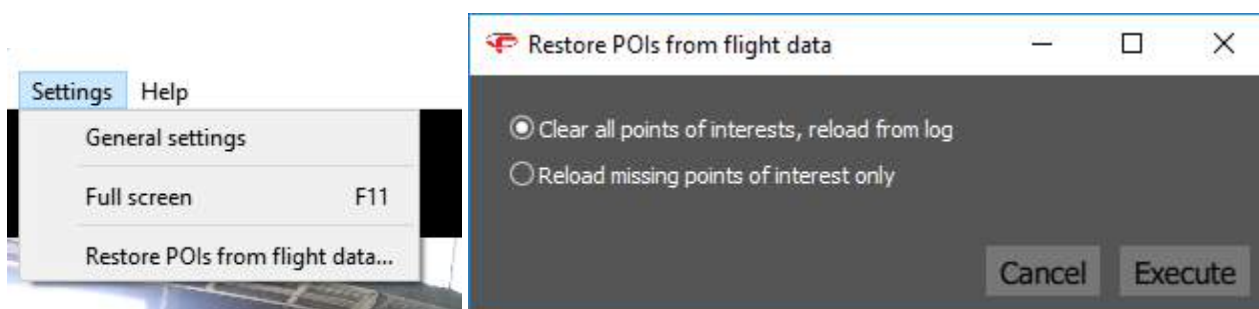 Settings Help
General settings
Full screen F11
Restore POIs from flight data...
Restore POIs from flight data
Clear all points of interests, reload from log
Reload missing points of interest only
Cancel Execute